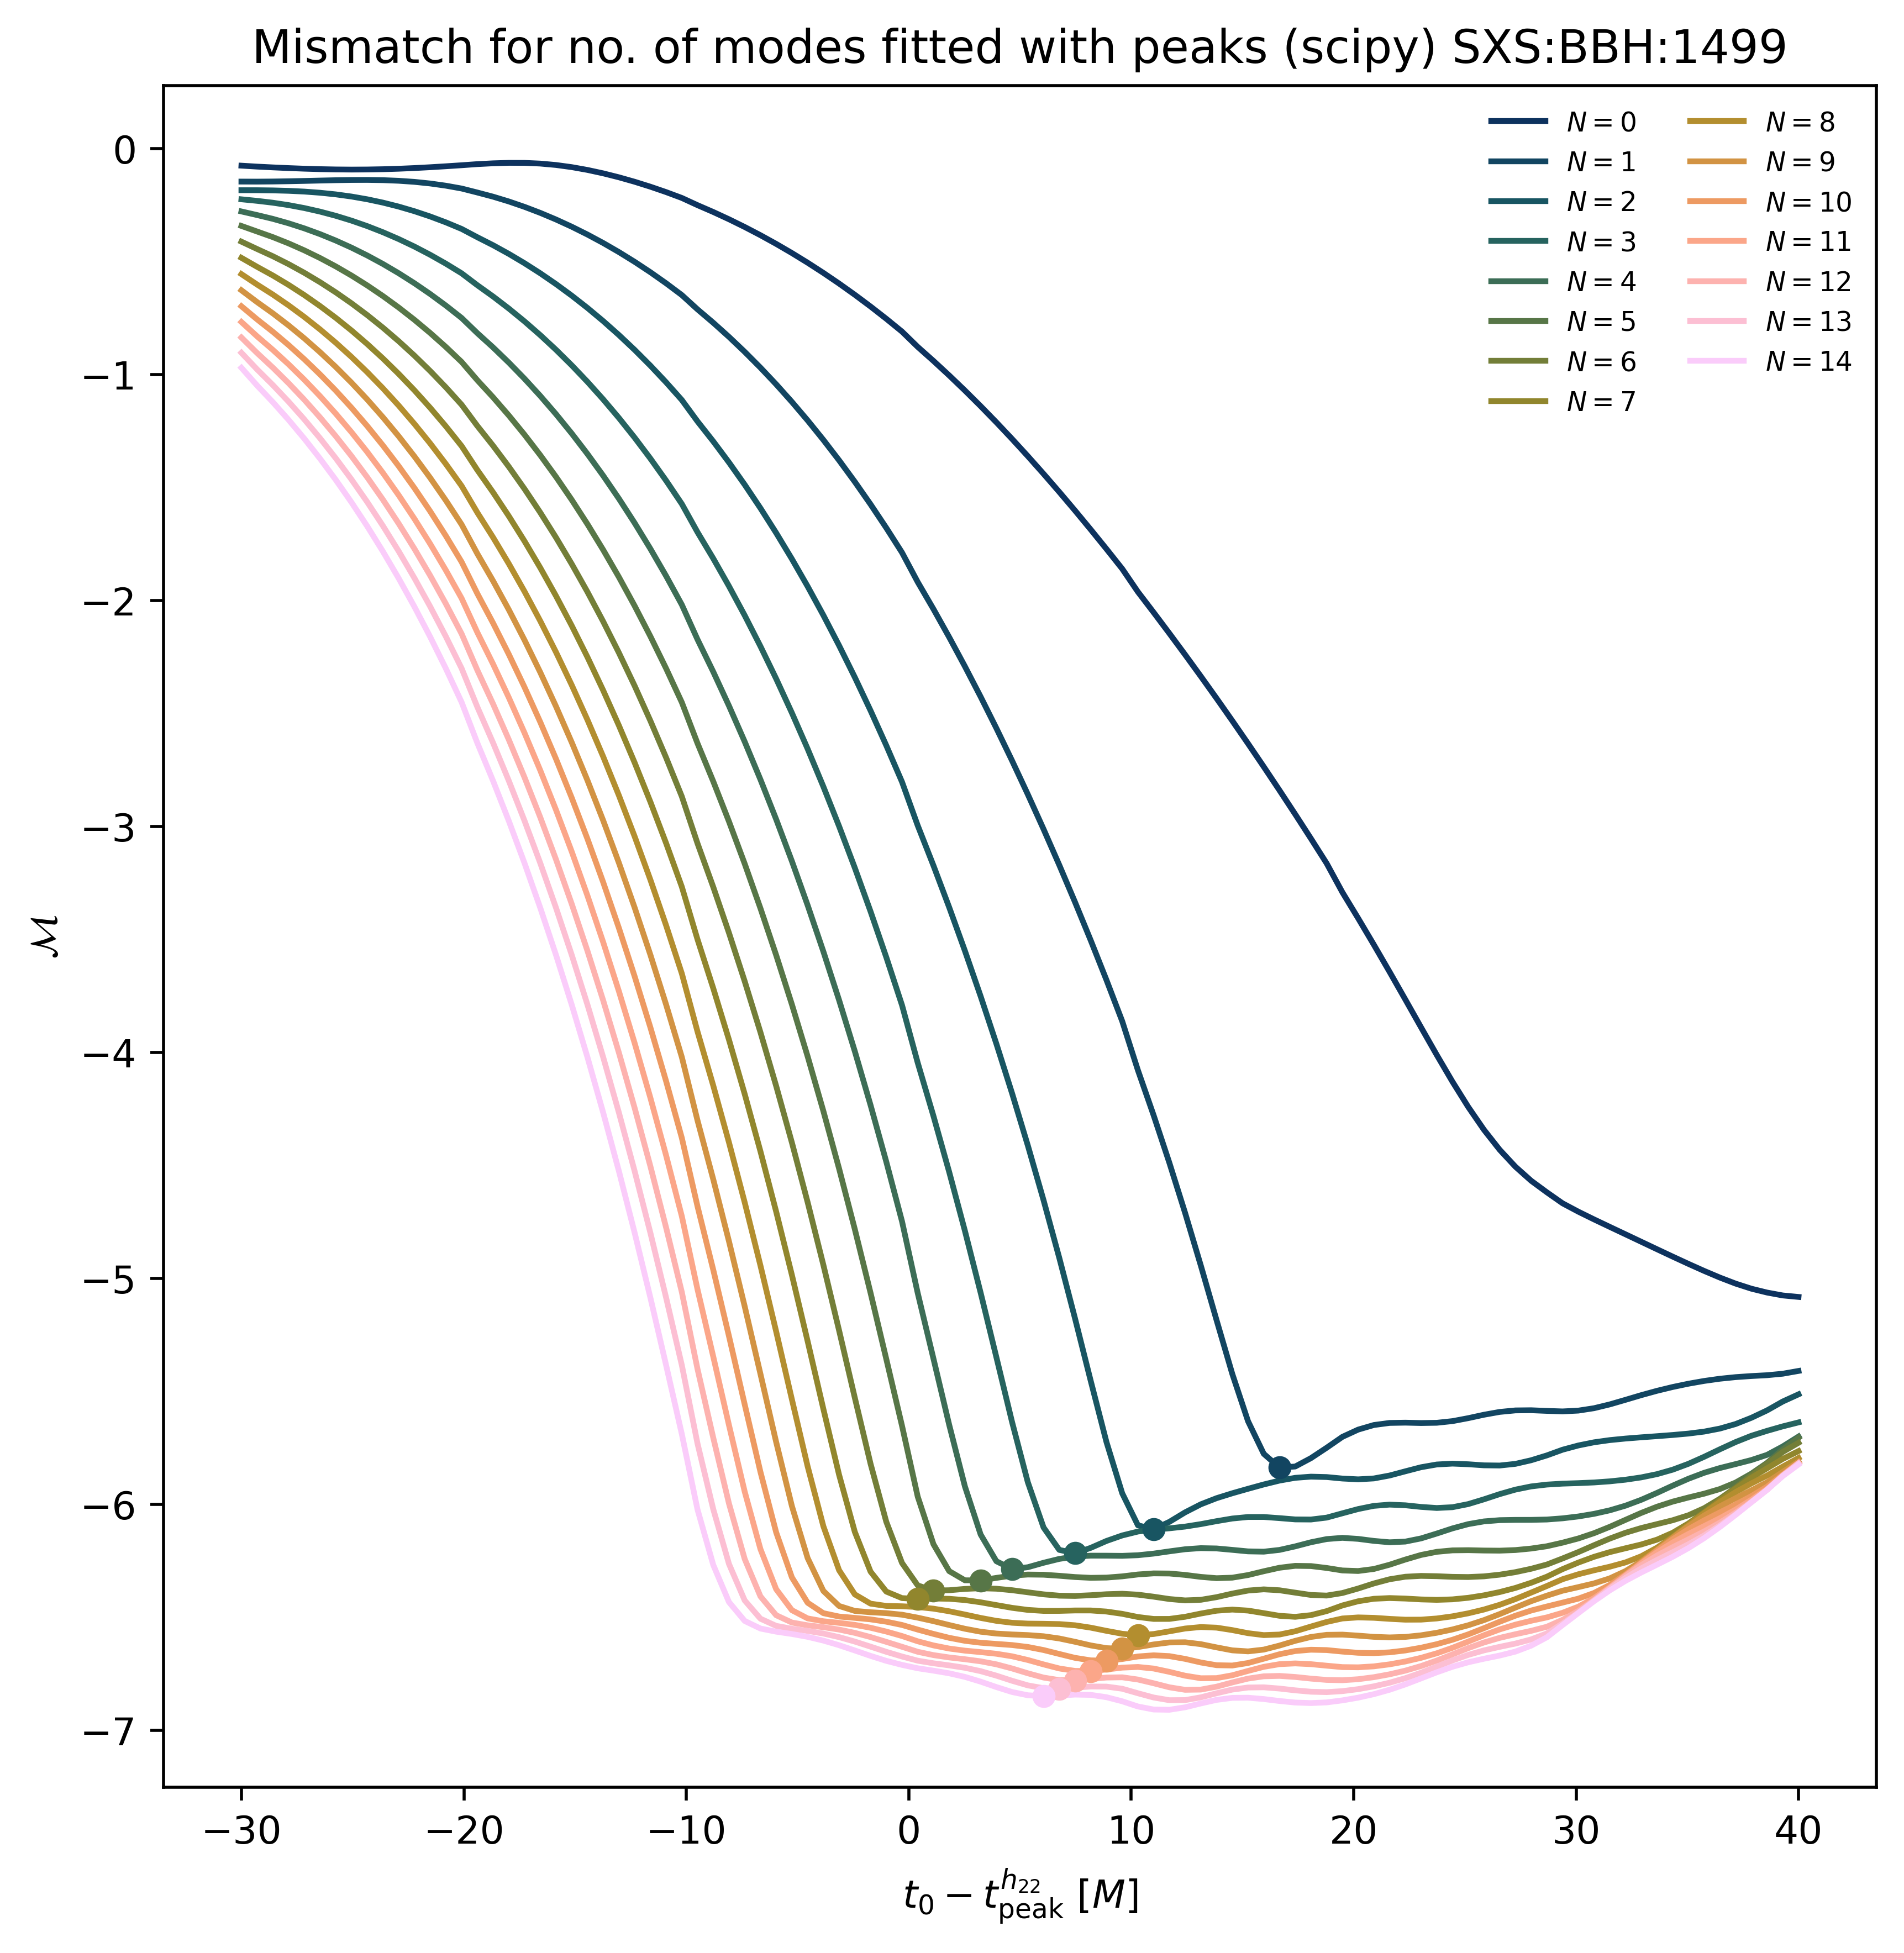 Mismatch for no. of modes fitted with peaks (scipy) SXS:BBH:1499
N = 0
N = 1
N = 2
N = 3
N = 4
N = 5
N = 6
N = 7
N = 8
N = 9
N = 10
N = 11
N = 12
N = 13
N = 14
0
−1
−2
−3
−4
−5
−6
−7
ℳ
−30 −20 −10 0 10 20 30 40
t₀ − t_peak^h₂₂ [M]